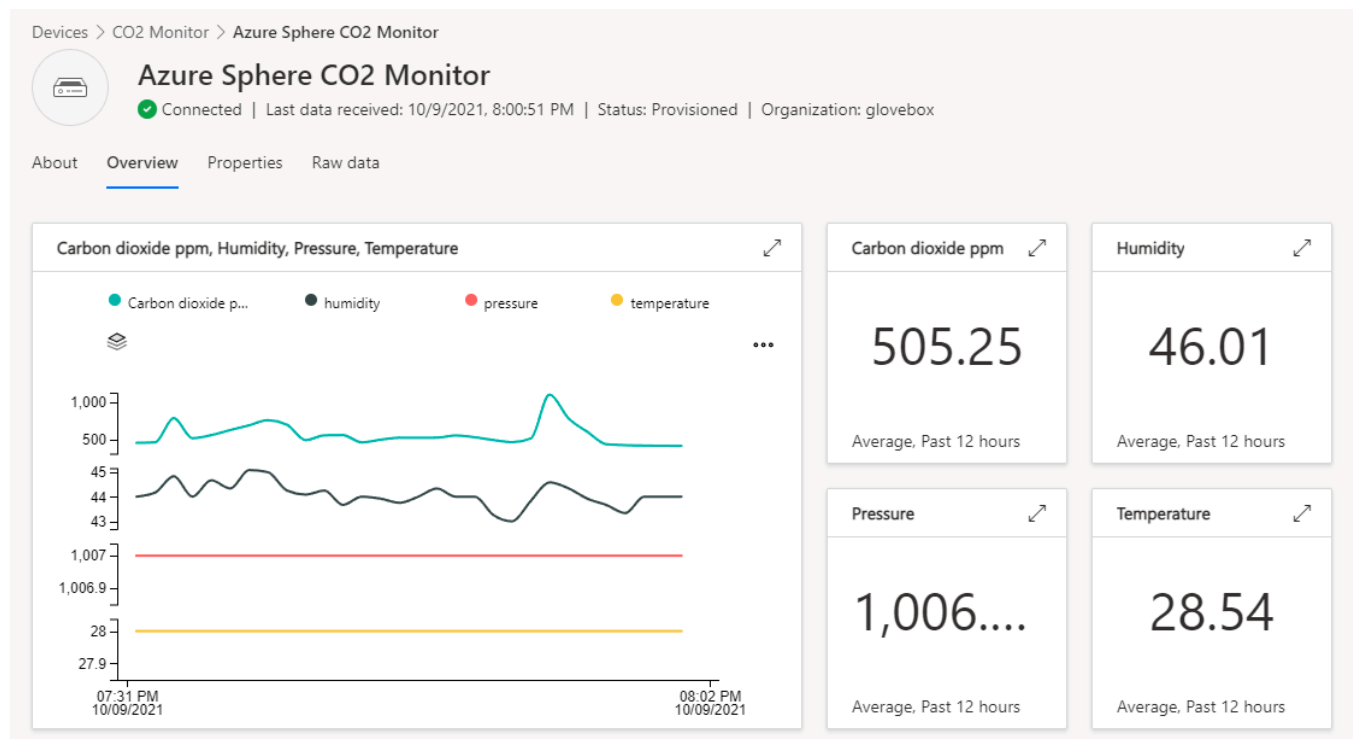 Devices > CO2 Monitor > Azure Sphere CO2 Monitor
Azure Sphere CO2 Monitor
Connected | Last data received: 10/9/2021, 8:00:51 PM | Status: Provisioned | Organization: glovebox
About Overview Properties Raw data
Carbon dioxide ppm, Humidity, Pressure, Temperature
Carbon dioxide p... humidity pressure temperature
1,000
500
45
44
43
1,007
1,006.9
28
27.9
07:31 PM 08:02 PM
10/09/2021 10/09/2021
Carbon dioxide ppm
505.25
Average, Past 12 hours
Humidity
46.01
Average, Past 12 hours
Pressure
1,006....
Average, Past 12 hours
Temperature
28.54
Average, Past 12 hours